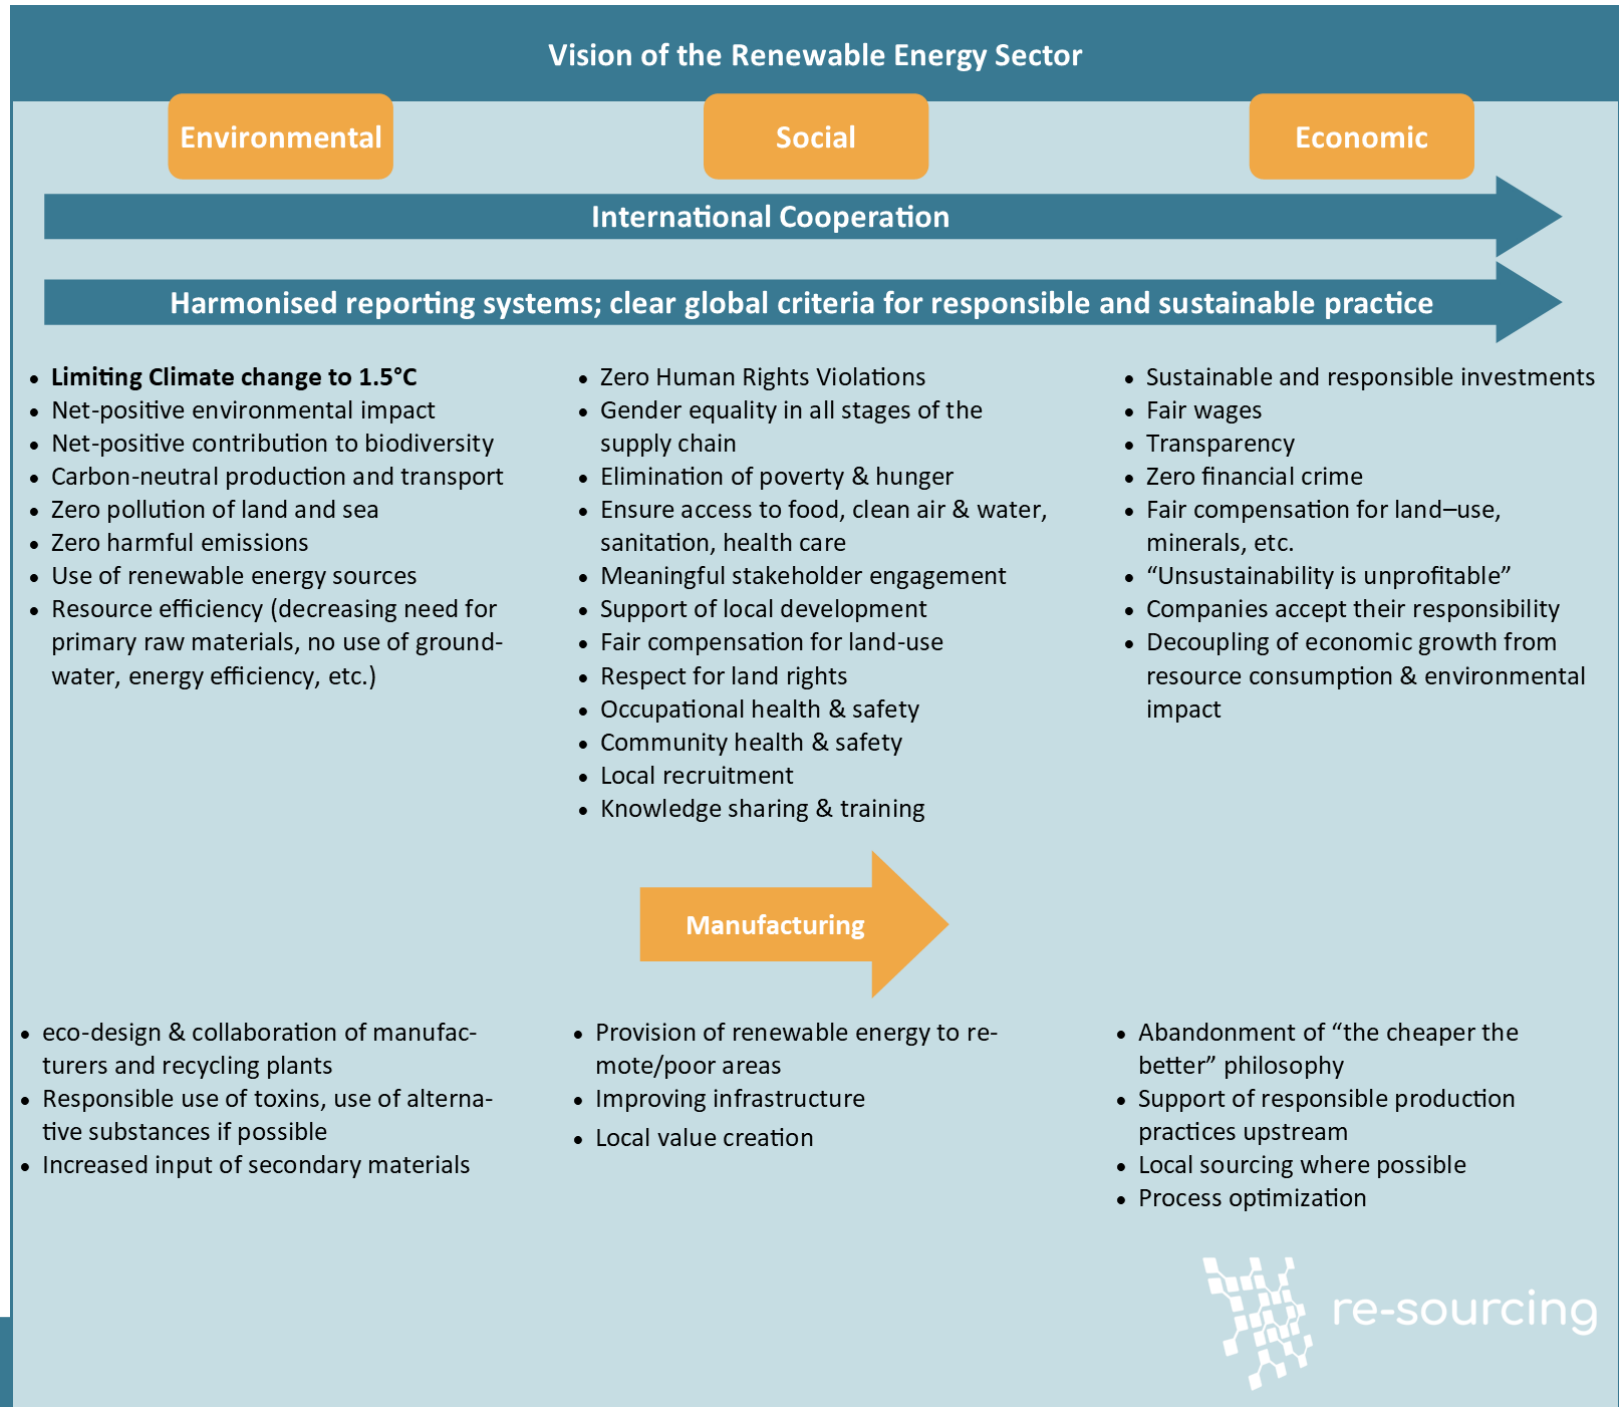 Vision of the Renewable Energy Sector
Environmental
Social
Economic
International Cooperation
Harmonised reporting systems; clear global criteria for responsible and sustainable practice
• Limiting Climate change to 1.5°C
• Net-positive environmental impact
• Net-positive contribution to biodiversity
• Carbon-neutral production and transport
• Zero pollution of land and sea
• Zero harmful emissions
• Use of renewable energy sources
• Resource efficiency (decreasing need for
primary raw materials, no use of ground-
water, energy efficiency, etc.)
• Zero Human Rights Violations
• Gender equality in all stages of the
supply chain
• Elimination of poverty & hunger
• Ensure access to food, clean air & water,
sanitation, health care
• Meaningful stakeholder engagement
• Support of local development
• Fair compensation for land-use
• Respect for land rights
• Occupational health & safety
• Community health & safety
• Local recruitment
• Knowledge sharing & training
• Sustainable and responsible investments
• Fair wages
• Transparency
• Zero financial crime
• Fair compensation for land–use,
minerals, etc.
• “Unsustainability is unprofitable”
• Companies accept their responsibility
• Decoupling of economic growth from
resource consumption & environmental
impact
Manufacturing
• eco-design & collaboration of manufac-
turers and recycling plants
• Responsible use of toxins, use of alterna-
tive substances if possible
• Increased input of secondary materials
• Provision of renewable energy to re-
mote/poor areas
• Improving infrastructure
• Local value creation
• Abandonment of “the cheaper the
better” philosophy
• Support of responsible production
practices upstream
• Local sourcing where possible
• Process optimization
re-sourcing